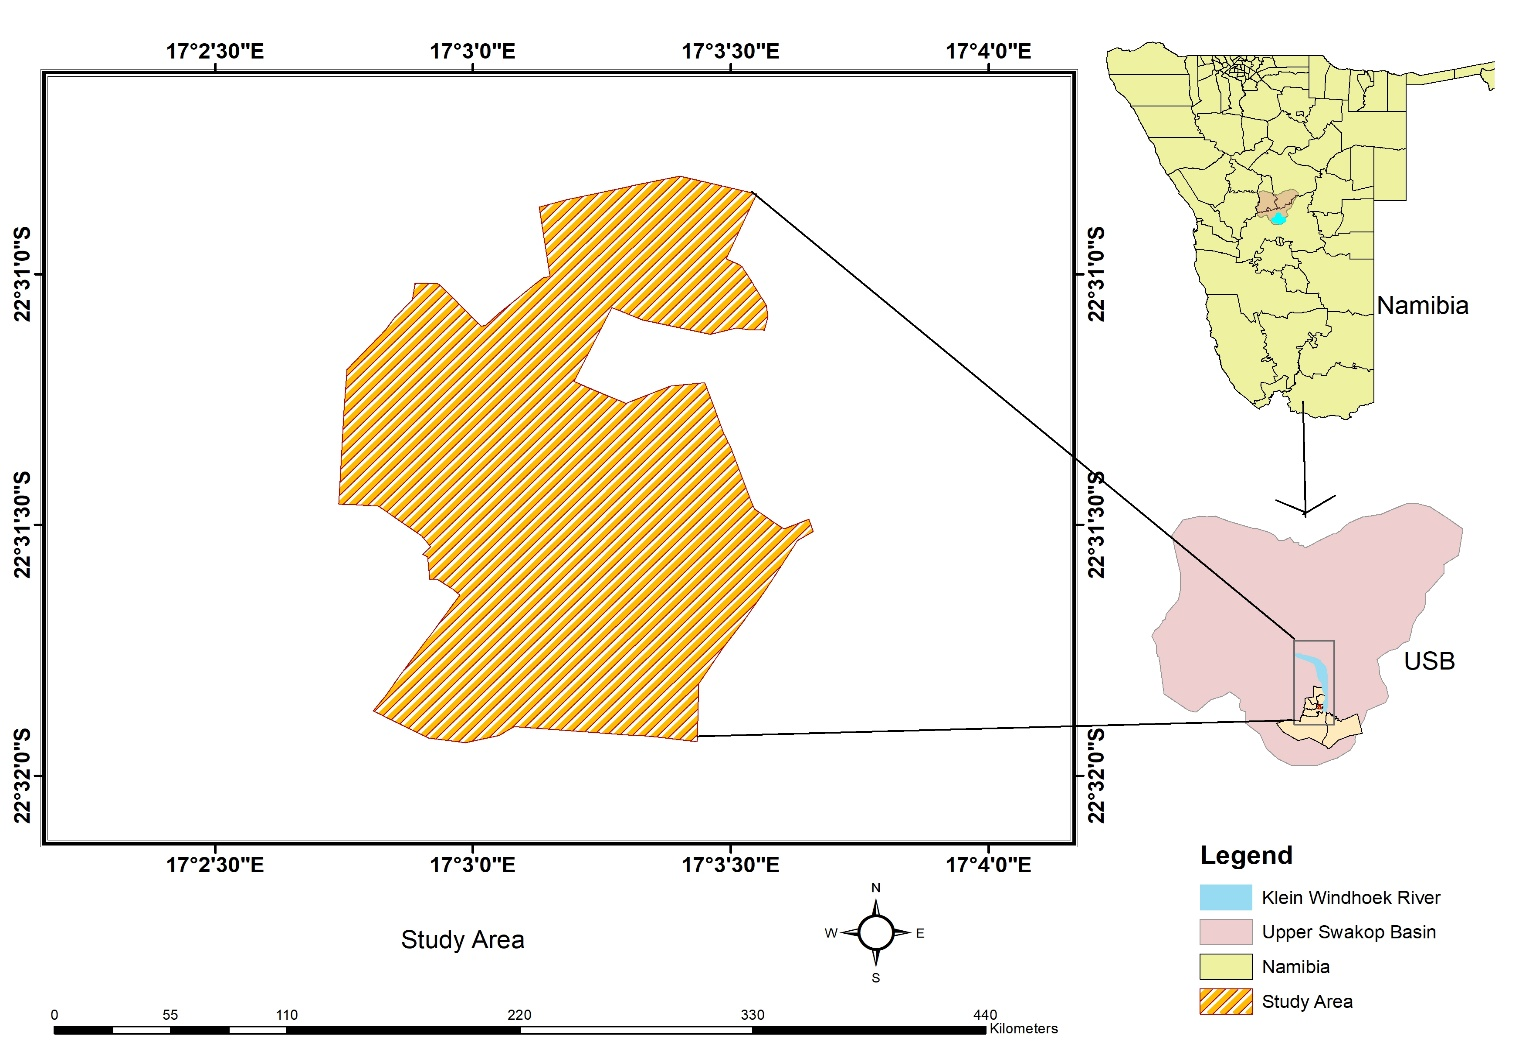 17°2'30"E 17°3'0"E 17°3'30"E 17°4'0"E
22°31'0"S 22°31'0"S
Namibia
22°31'30"S 22°31'30"S
USB
22°32'0"S 22°32'0"S
17°2'30"E 17°3'0"E 17°3'30"E 17°4'0"E
Legend
Klein Windhoek River
Upper Swakop Basin
Namibia
Study Area
N
W E
S
Study Area
0 55 110 220 330 440
Kilometers